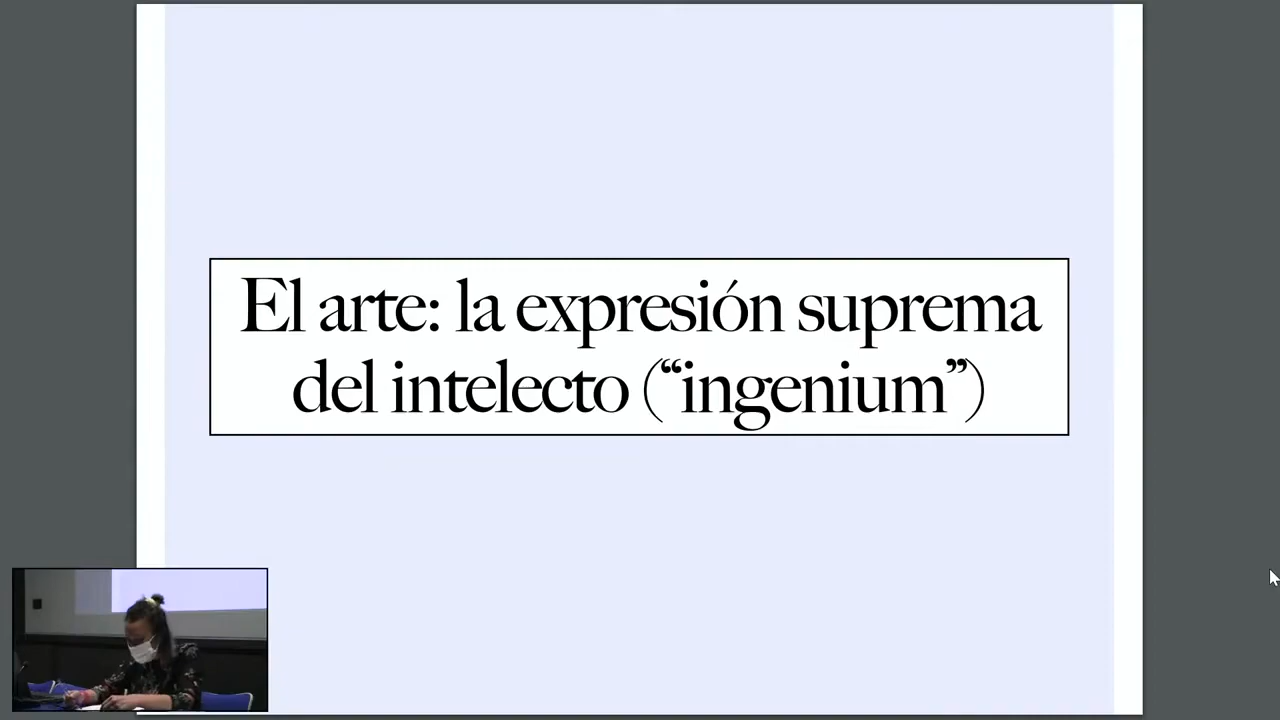 El arte: la expresión suprema
del intelecto (“ingenium”)